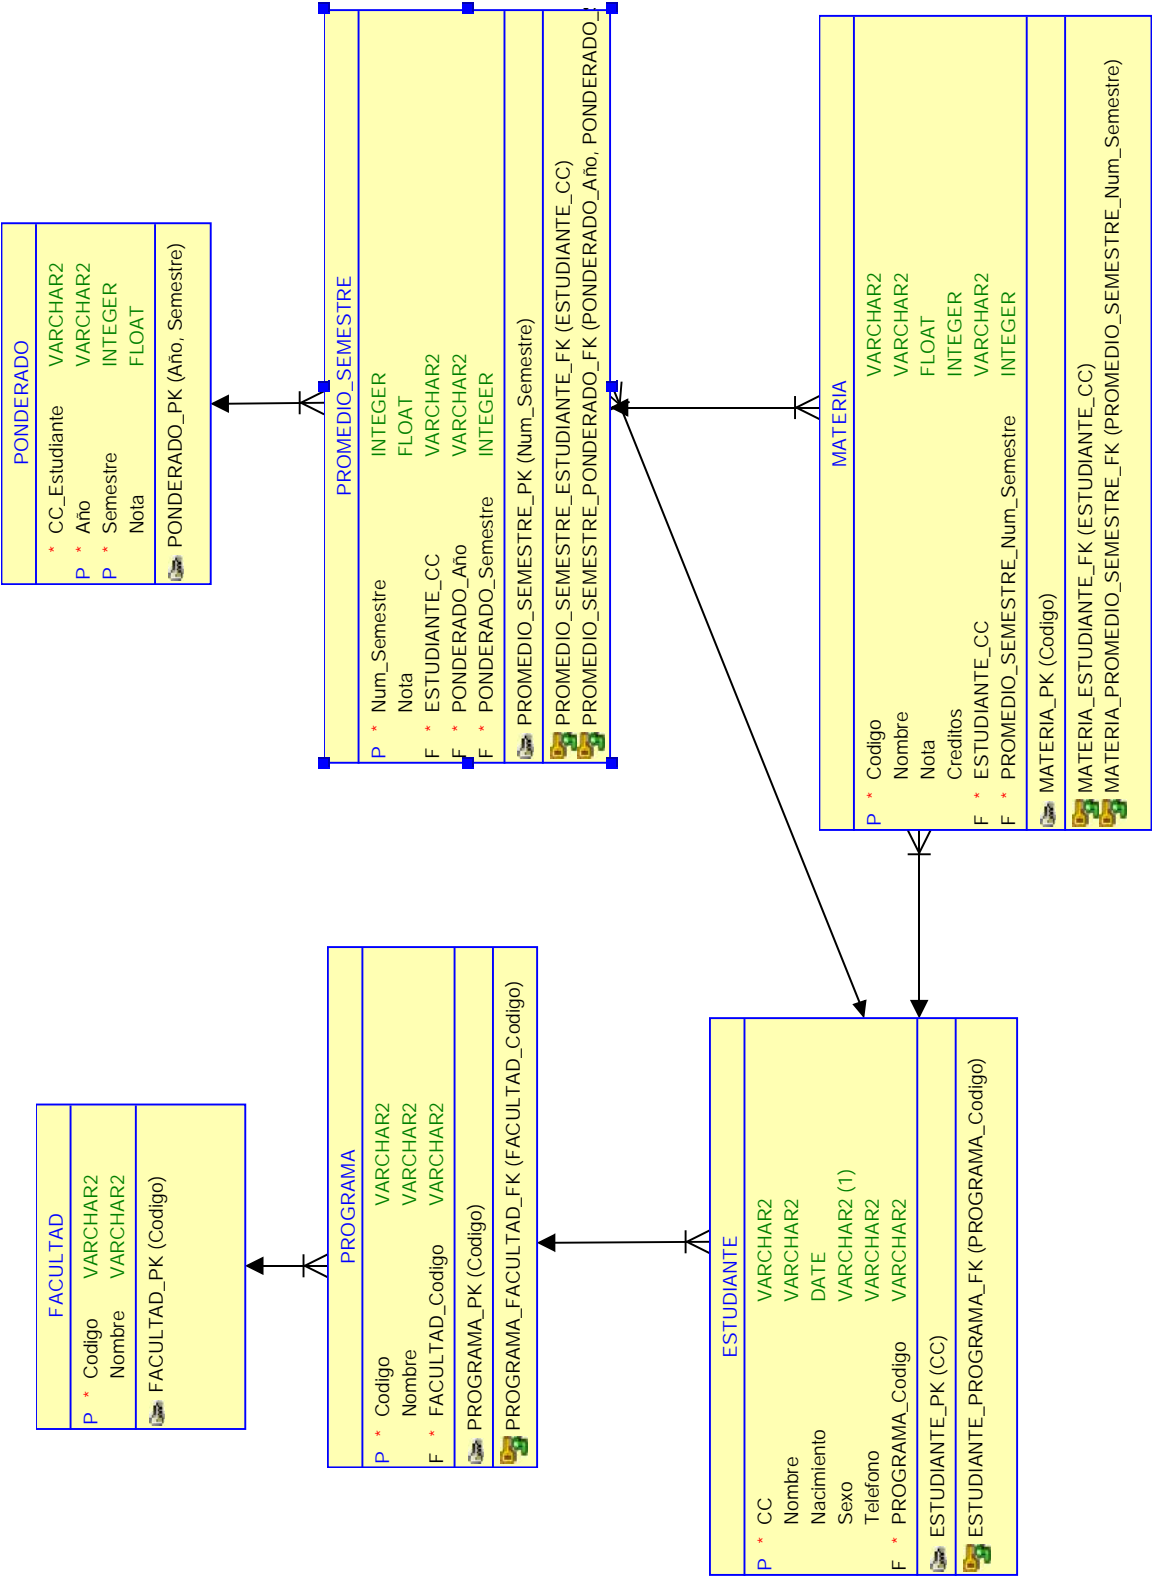 FACULTAD
P * Codigo VARCHAR2
Nombre VARCHAR2
FACULTAD_PK (Codigo)
PONDERADO
* CC_Estudiante VARCHAR2
P * Año VARCHAR2
P * Semestre INTEGER
Nota FLOAT
PONDERADO_PK (Año, Semestre)
PROGRAMA
P * Codigo VARCHAR2
Nombre VARCHAR2
F * FACULTAD_Codigo VARCHAR2
PROGRAMA_PK (Codigo)
PROGRAMA_FACULTAD_FK (FACULTAD_Codigo)
PROMEDIO_SEMESTRE
P * Num_Semestre INTEGER
Nota FLOAT
F * ESTUDIANTE_CC VARCHAR2
F * PONDERADO_Año VARCHAR2
F * PONDERADO_Semestre INTEGER
PROMEDIO_SEMESTRE_PK (Num_Semestre)
PROMEDIO_SEMESTRE_ESTUDIANTE_FK (ESTUDIANTE_CC)
PROMEDIO_SEMESTRE_PONDERADO_FK (PONDERADO_Año, PONDERADO_
ESTUDIANTE
P * CC VARCHAR2
Nombre VARCHAR2
Nacimiento DATE
Sexo VARCHAR2 (1)
Telefono VARCHAR2
F * PROGRAMA_Codigo VARCHAR2
ESTUDIANTE_PK (CC)
ESTUDIANTE_PROGRAMA_FK (PROGRAMA_Codigo)
MATERIA
P * Codigo VARCHAR2
Nombre VARCHAR2
Nota FLOAT
Creditos INTEGER
F * ESTUDIANTE_CC VARCHAR2
F * PROMEDIO_SEMESTRE_Num_Semestre INTEGER
MATERIA_PK (Codigo)
MATERIA_ESTUDIANTE_FK (ESTUDIANTE_CC)
MATERIA_PROMEDIO_SEMESTRE_FK (PROMEDIO_SEMESTRE_Num_Semestre)